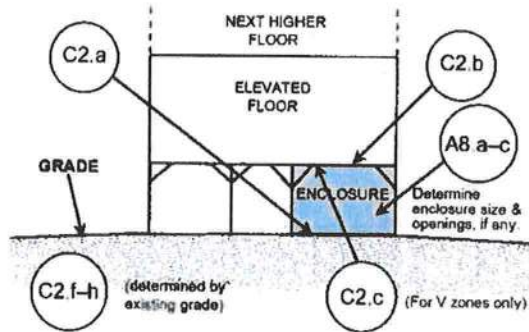 NEXT HIGHER
FLOOR
C2.a
C2.b
ELEVATED
FLOOR
A8.a–c
GRADE
ENCLOSURE
Determine
enclosure size &
openings, if any.
C2.f–h
(determined by
existing grade)
C2.c
(For V zones only)